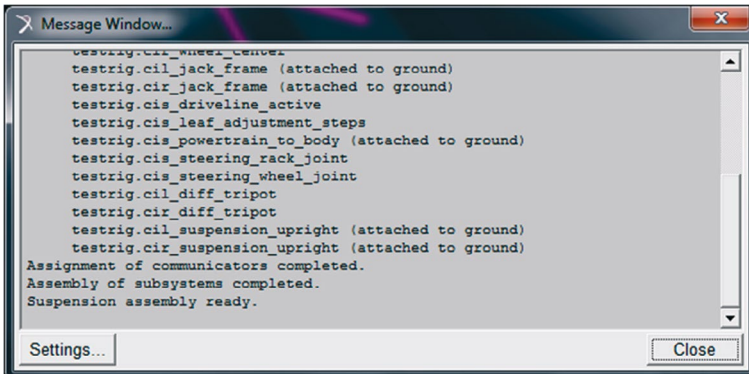 Message Window...
testrig.cir_wheel_center
testrig.cil_jack_frame (attached to ground)
testrig.cir_jack_frame (attached to ground)
testrig.cis_driveline_active
testrig.cis_leaf_adjustment_steps
testrig.cis_powertrain_to_body (attached to ground)
testrig.cis_steering_rack_joint
testrig.cis_steering_wheel_joint
testrig.cil_diff_tripot
testrig.cir_diff_tripot
testrig.cil_suspension_upright (attached to ground)
testrig.cir_suspension_upright (attached to ground)
Assignment of communicators completed.
Assembly of subsystems completed.
Suspension assembly ready.
Settings...
Close